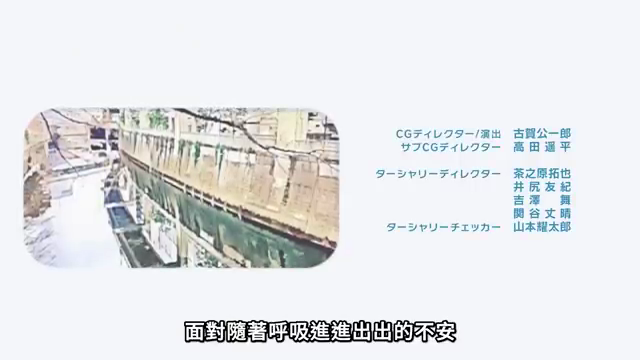 CGディレクター/演出 古賀公一郎
サブCGディレクター 高田遥平
ターシャリーディレクター 茶之原拓也
井尻友紀
吉澤舞
関谷丈晴
ターシャリーチェッカー 山本耀太郎
面對隨著呼吸進進出出的不安